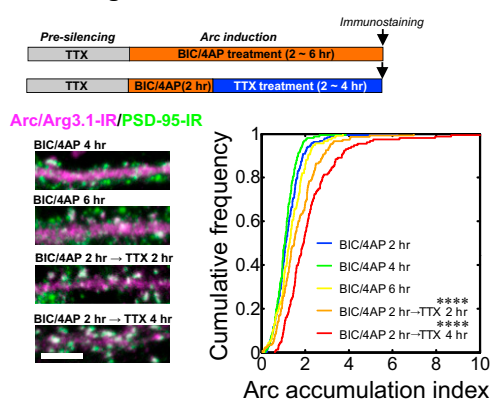 Immunostaining
Pre-silencing Arc induction
TTX BIC/4AP treatment (2 ~ 6 hr)
TTX BIC/4AP(2 hr) TTX treatment (2 ~ 4 hr)
Arc/Arg3.1-IR/PSD-95-IR
BIC/4AP 4 hr
BIC/4AP 6 hr
BIC/4AP 2 hr → TTX 2 hr
BIC/4AP 2 hr → TTX 4 hr
Cumulative frequency
1
0.8
0.6
0.4
0.2
0
BIC/4AP 2 hr
BIC/4AP 4 hr
BIC/4AP 6 hr
****
BIC/4AP 2 hr→TTX 2 hr
****
BIC/4AP 2 hr→TTX 4 hr
0 2 4 6 8 10
Arc accumulation index